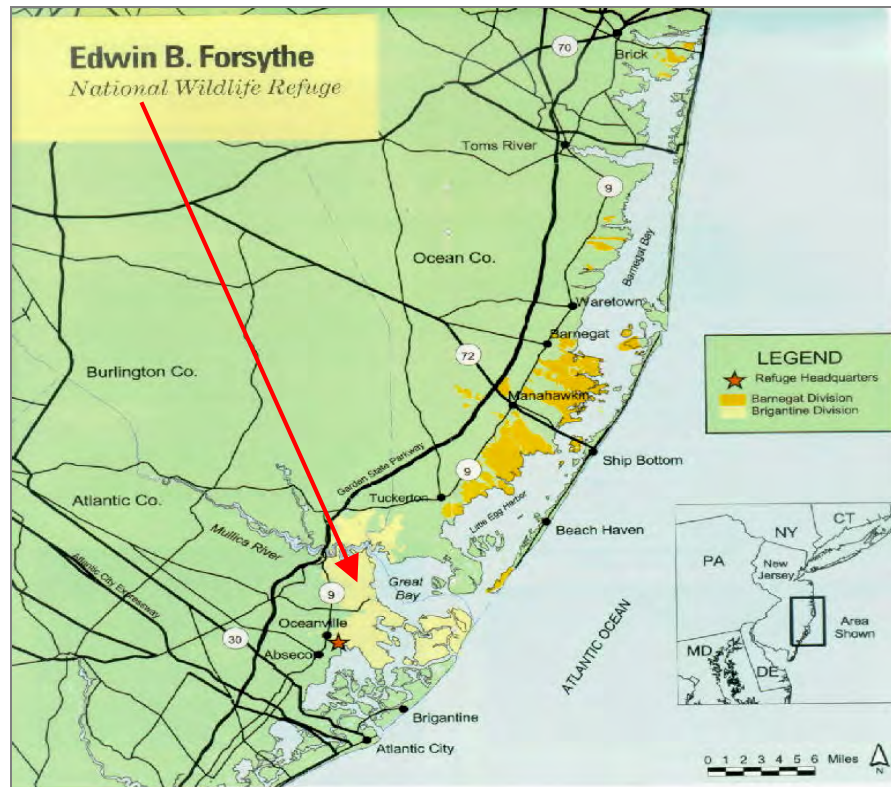 Edwin B. Forsythe
National Wildlife Refuge
70
Brick
Toms River
9
Barnegat Bay
Ocean Co.
Waretown
Barnegat
72
Burlington Co.
Manahawkin
LEGEND
Refuge Headquarters
Barnegat Division
Brigantine Division
Garden State Parkway
9
Ship Bottom
Tuckerton
Little Egg Harbor
Atlantic Co.
Beach Haven
Mullica River
Atlantic City Expressway
Great
Bay
9
Oceanville
30
Absecon
ATLANTIC OCEAN
Brigantine
Atlantic City
CT
NY
PA
New
Jersey
Area
Shown
MD
DE
0 1 2 3 4 5 6 Miles
N